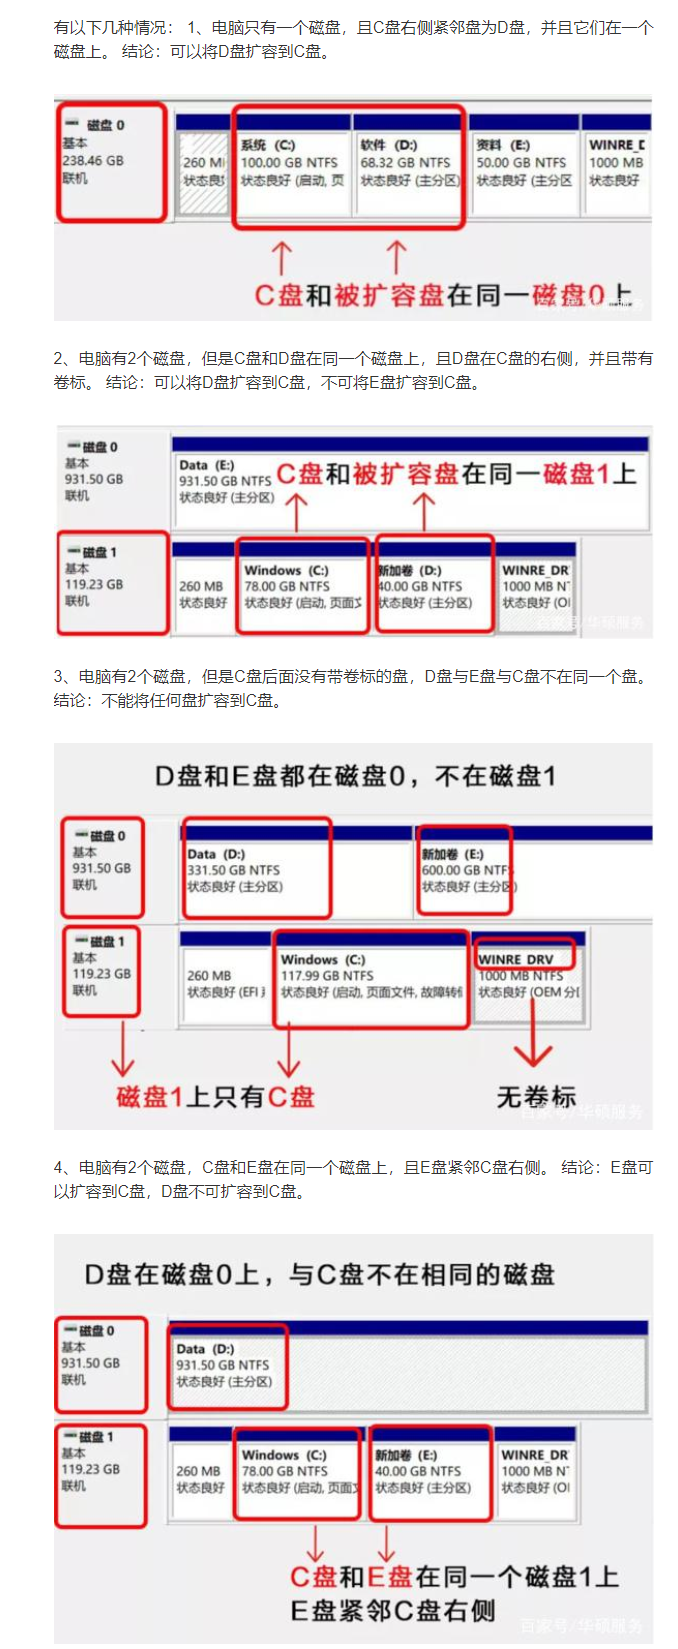 有以下几种情况： 1、电脑只有一个磁盘，且C盘右侧紧邻盘为D盘，并且它们在一个
磁盘上。 结论：可以将D盘扩容到C盘。
磁盘 0
基本
238.46 GB
联机
260 M
状态良
系统 (C:)
100.00 GB NTFS
状态良好 (启动, 页
软件 (D:)
68.32 GB NTFS
状态良好 (主分区)
资料 (E:)
50.00 GB NTFS
状态良好 (主分区
WINRE_D
1000 MB
状态良好
C盘和被扩容盘在同一磁盘0上
2、电脑有2个磁盘，但是C盘和D盘在同一个磁盘上，且D盘在C盘的右侧，并且带有
卷标。 结论：可以将D盘扩容到C盘，不可将E盘扩容到C盘。
磁盘 0
基本
931.50 GB
联机
Data (E:)
931.50 GB NTFS
状态良好 (主分区)
C盘和被扩容盘在同一磁盘1上
磁盘 1
基本
119.23 GB
联机
260 MB
状态良好
Windows (C:)
78.00 GB NTFS
状态良好 (启动, 页面文
新加卷 (D:)
40.00 GB NTFS
状态良好 (主分区)
WINRE_DR
1000 MB N
状态良好 (OI
百家号/华硕服务
3、电脑有2个磁盘，但是C盘后面没有带卷标的盘，D盘与E盘与C盘不在同一个盘。
结论：不能将任何盘扩容到C盘。
D盘和E盘都在磁盘0，不在磁盘1
磁盘 0
基本
931.50 GB
联机
Data (D:)
331.50 GB NTFS
状态良好 (主分区)
新加卷 (E:)
600.00 GB NTFS
状态良好 (主分区)
磁盘 1
基本
119.23 GB
联机
260 MB
状态良好 (EFI
Windows (C:)
117.99 GB NTFS
状态良好 (启动, 页面文件, 故障转
WINRE_DRV
1000 MB NTFS
状态良好 (OEM 分
磁盘1上只有C盘
无卷标
百家号/华硕服务
4、电脑有2个磁盘，C盘和E盘在同一个磁盘上，且E盘紧邻C盘右侧。 结论：E盘可
以扩容到C盘，D盘不可扩容到C盘。
D盘在磁盘0上，与C盘不在相同的磁盘
磁盘 0
基本
931.50 GB
联机
Data (D:)
931.50 GB NTFS
状态良好 (主分区)
磁盘 1
基本
119.23 GB
联机
260 MB
状态良好
Windows (C:)
78.00 GB NTFS
状态良好 (启动, 页面文
新加卷 (E:)
40.00 GB NTFS
状态良好 (主分区)
WINRE_DR
1000 MB N
状态良好 (OI
C盘和E盘在同一个磁盘1上
E盘紧邻C盘右侧
百家号/华硕服务